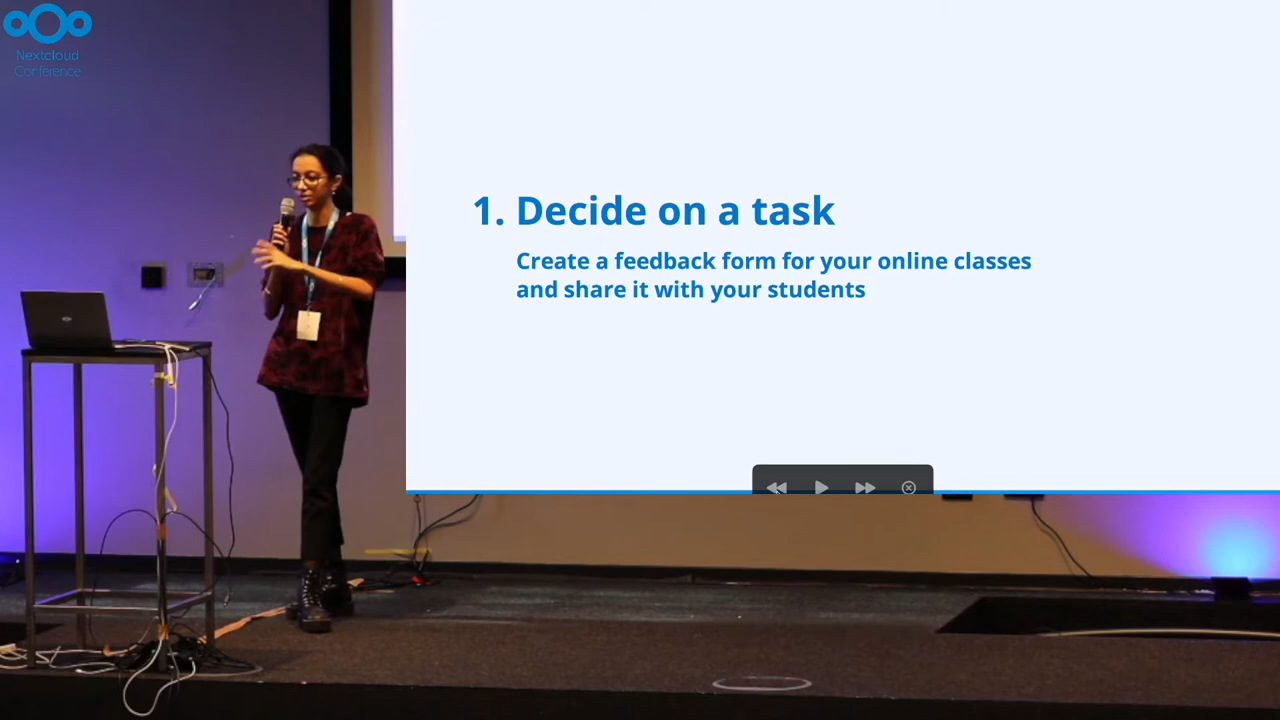 Nextcloud
Conference
1. Decide on a task
Create a feedback form for your online classes
and share it with your students